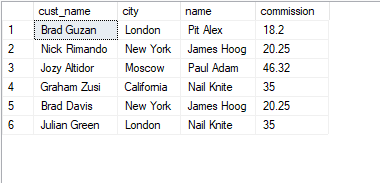 cust_name city name commission
1 Brad Guzan London Pit Alex 18.2
2 Nick Rimando New York James Hoog 20.25
3 Jozy Altidor Moscow Paul Adam 46.32
4 Graham Zusi California Nail Knite 35
5 Brad Davis New York James Hoog 20.25
6 Julian Green London Nail Knite 35